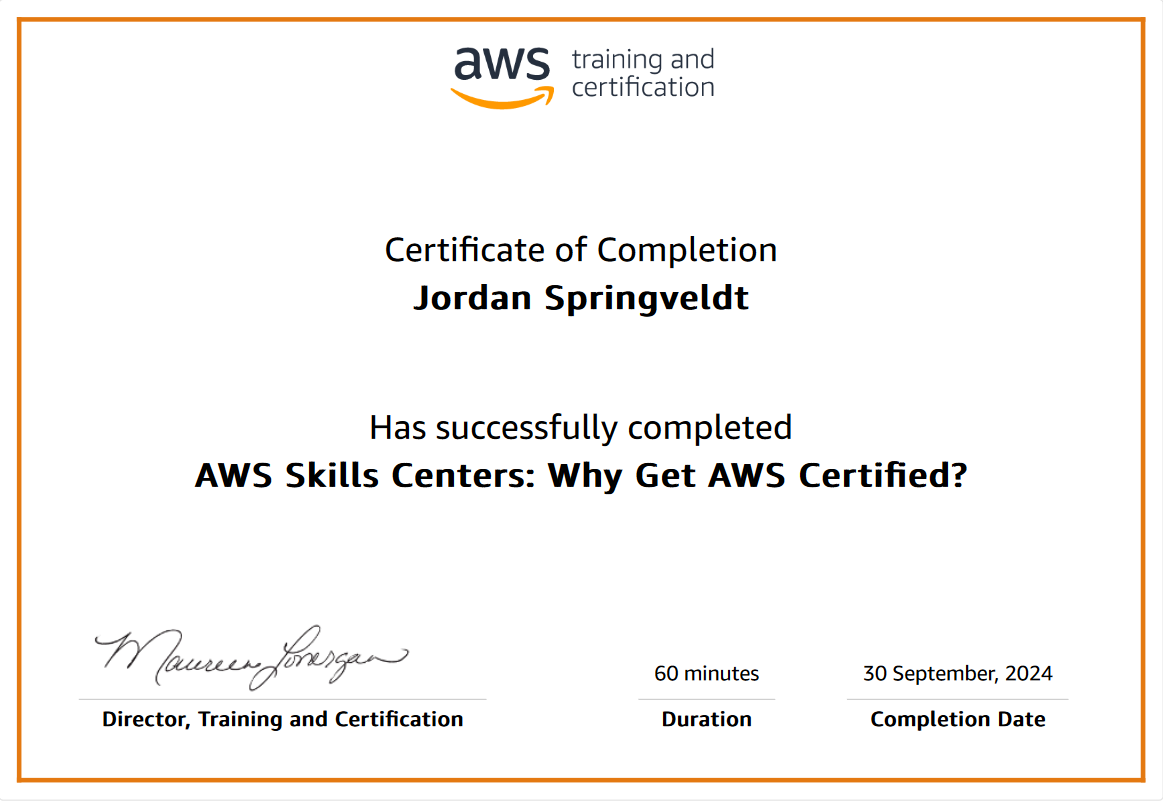 aws training and
certification
Certificate of Completion
Jordan Springveldt
Has successfully completed
AWS Skills Centers: Why Get AWS Certified?
Maureen Lonergan
60 minutes
30 September, 2024
Director, Training and Certification
Duration
Completion Date